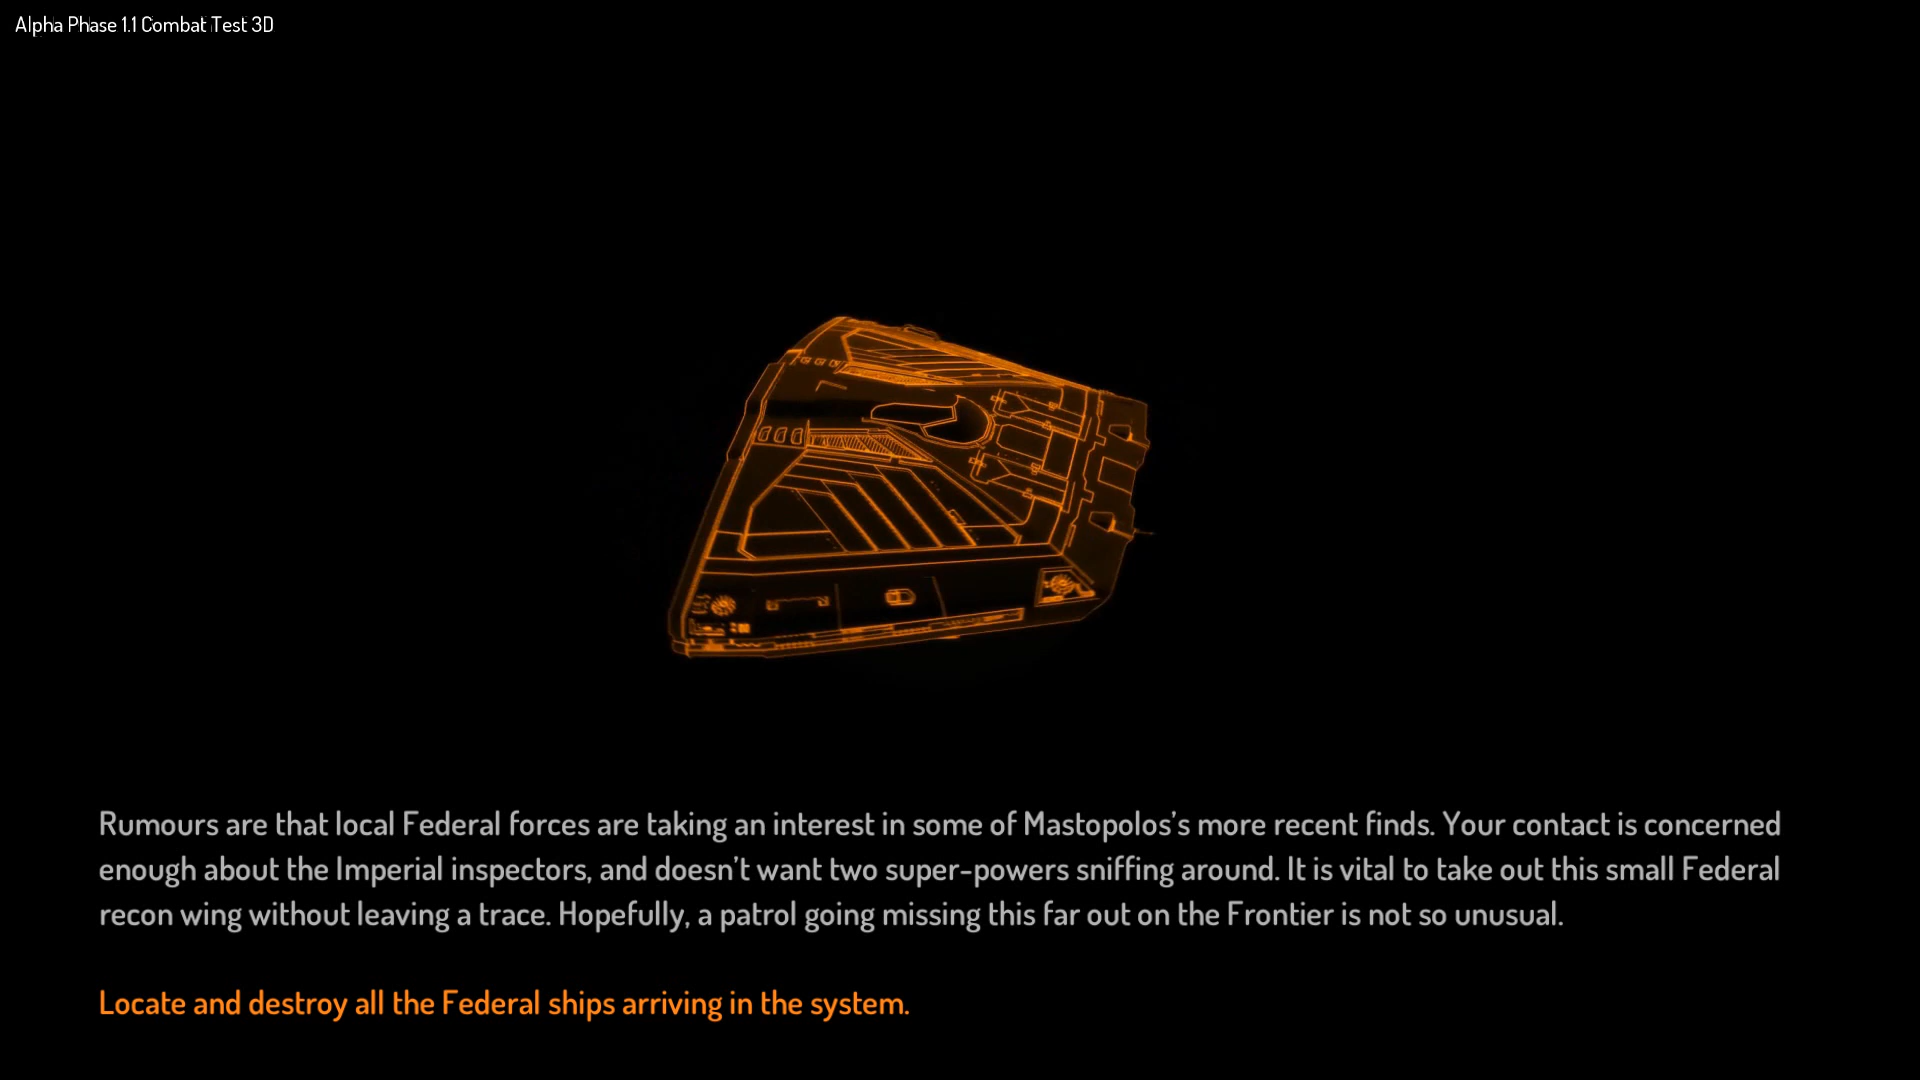 Alpha Phase 1.1 Combat Test 3D
Rumours are that local Federal forces are taking an interest in some of Mastopolos’s more recent finds. Your contact is concerned
enough about the Imperial inspectors, and doesn’t want two super-powers sniffing around. It is vital to take out this small Federal
recon wing without leaving a trace. Hopefully, a patrol going missing this far out on the Frontier is not so unusual.
Locate and destroy all the Federal ships arriving in the system.